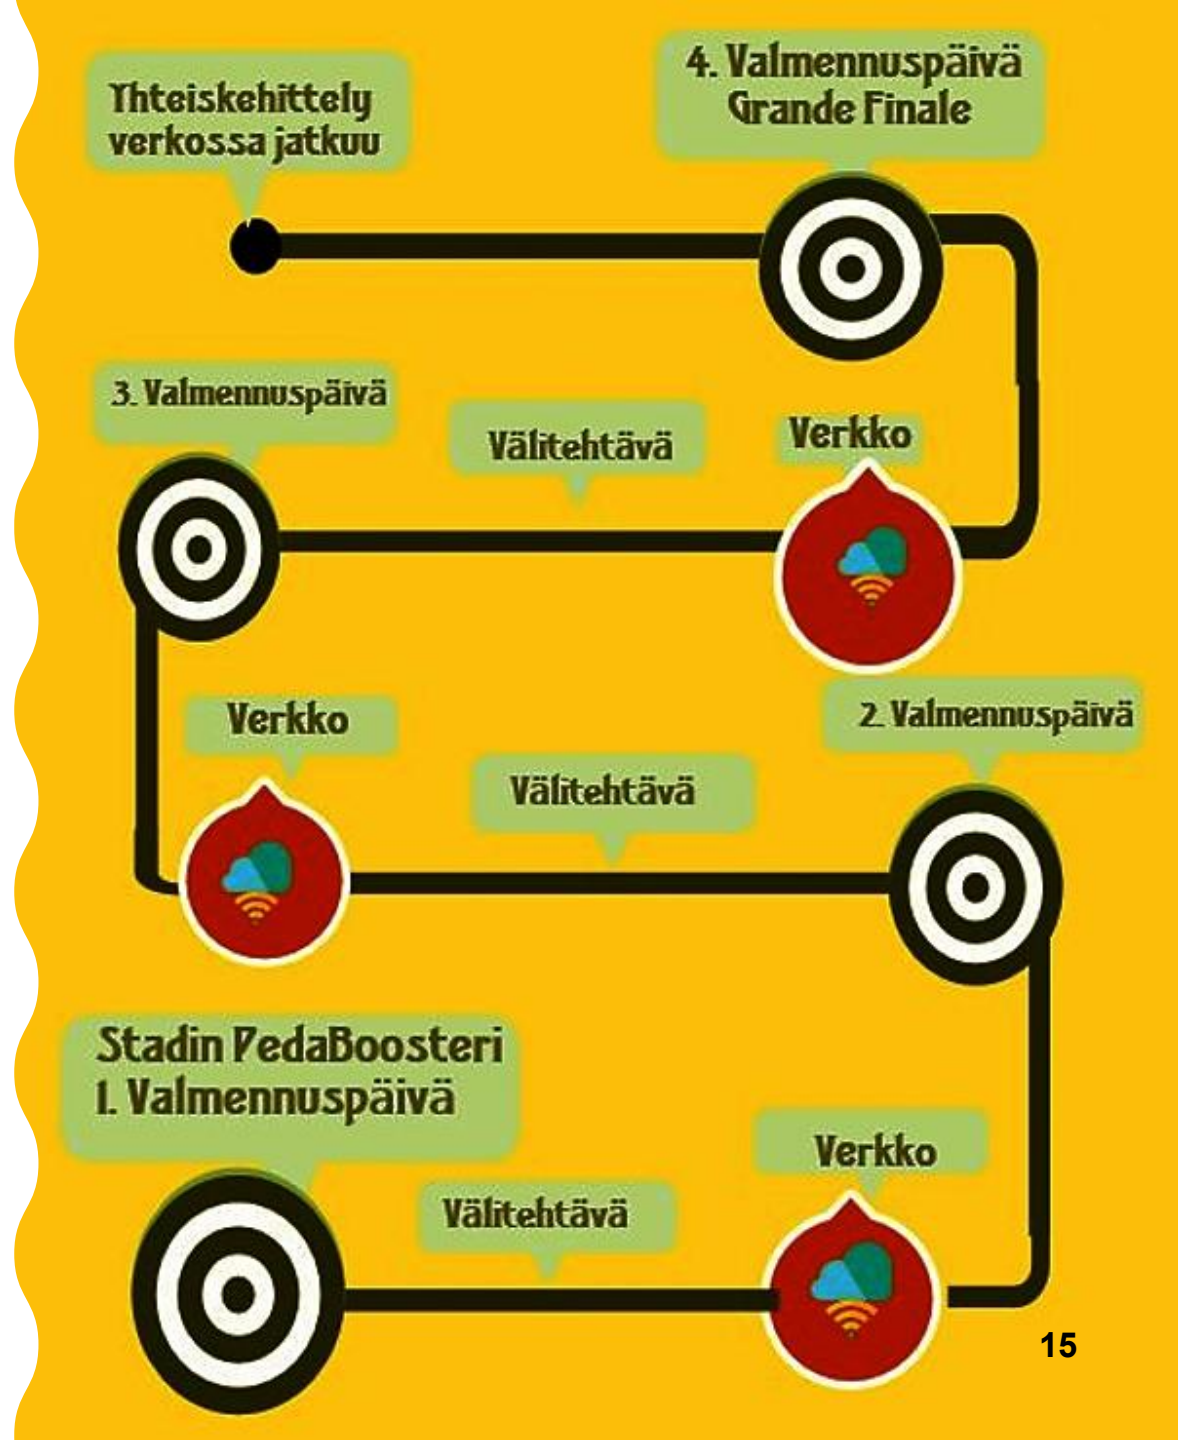 Yhteiskehittely
verkossa jatkuu
4. Valmennuspäivä
Grande Finale
3. Valmennuspäivä
Välitehtävä
Verkko
Verkko
Välitehtävä
2. Valmennuspäivä
Stadin PedaBoosteri
1. Valmennuspäivä
Välitehtävä
Verkko
15